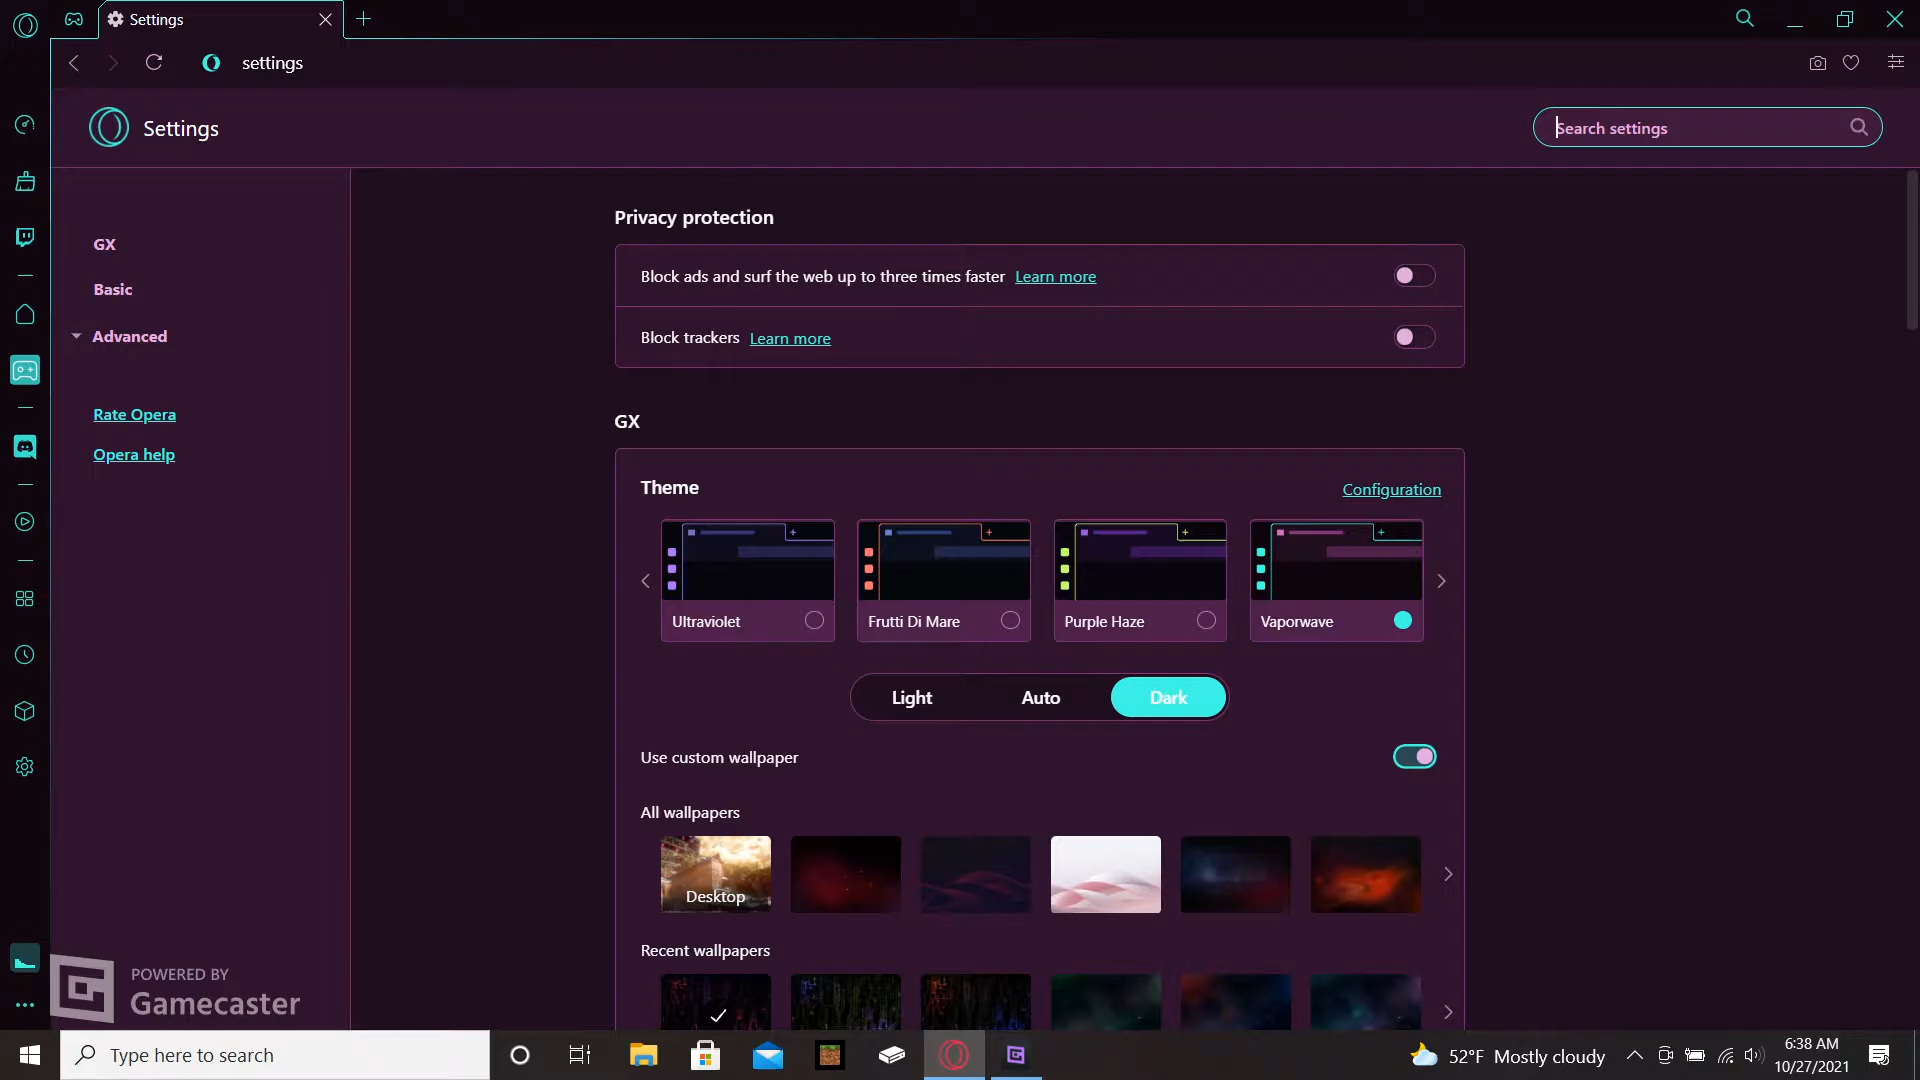 Settings
settings
Settings
Search settings
GX
Basic
Advanced
Rate Opera
Opera help
Privacy protection
Block ads and surf the web up to three times faster Learn more
Block trackers Learn more
GX
Theme
Configuration
Ultraviolet
Frutti Di Mare
Purple Haze
Vaporwave
Light
Auto
Dark
Use custom wallpaper
All wallpapers
Desktop
Recent wallpapers
POWERED BY
Gamecaster
Type here to search
52°F Mostly cloudy
6:38 AM
10/27/2021